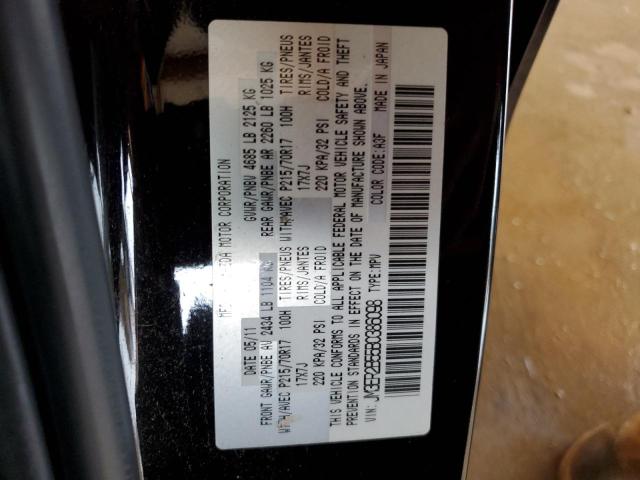 MOTOR CORPORATION
DATE 05/11 GVWR/PNBV 4685 LB 2125 KG
FRONT GAWR/PNBE AV 2434 LB 1104 KG REAR GAWR/PNBE AR 2260 LB 1025 KG
WITH/AVEC P215/70R17 100H TIRES/PNEUS WITH/AVEC P215/70R17 100H TIRES/PNEUS
17X7J RIMS/JANTES 17X7J RIMS/JANTES
220 KPA/32 PSI COLD/A FROID 220 KPA/32 PSI COLD/A FROID
THIS VEHICLE CONFORMS TO ALL APPLICABLE FEDERAL MOTOR VEHICLE SAFETY AND THEFT
PREVENTION STANDARDS IN EFFECT ON THE DATE OF MANUFACTURE SHOWN ABOVE.
VIN: TYPE: MPV COLOR CODE: MADE IN JAPAN